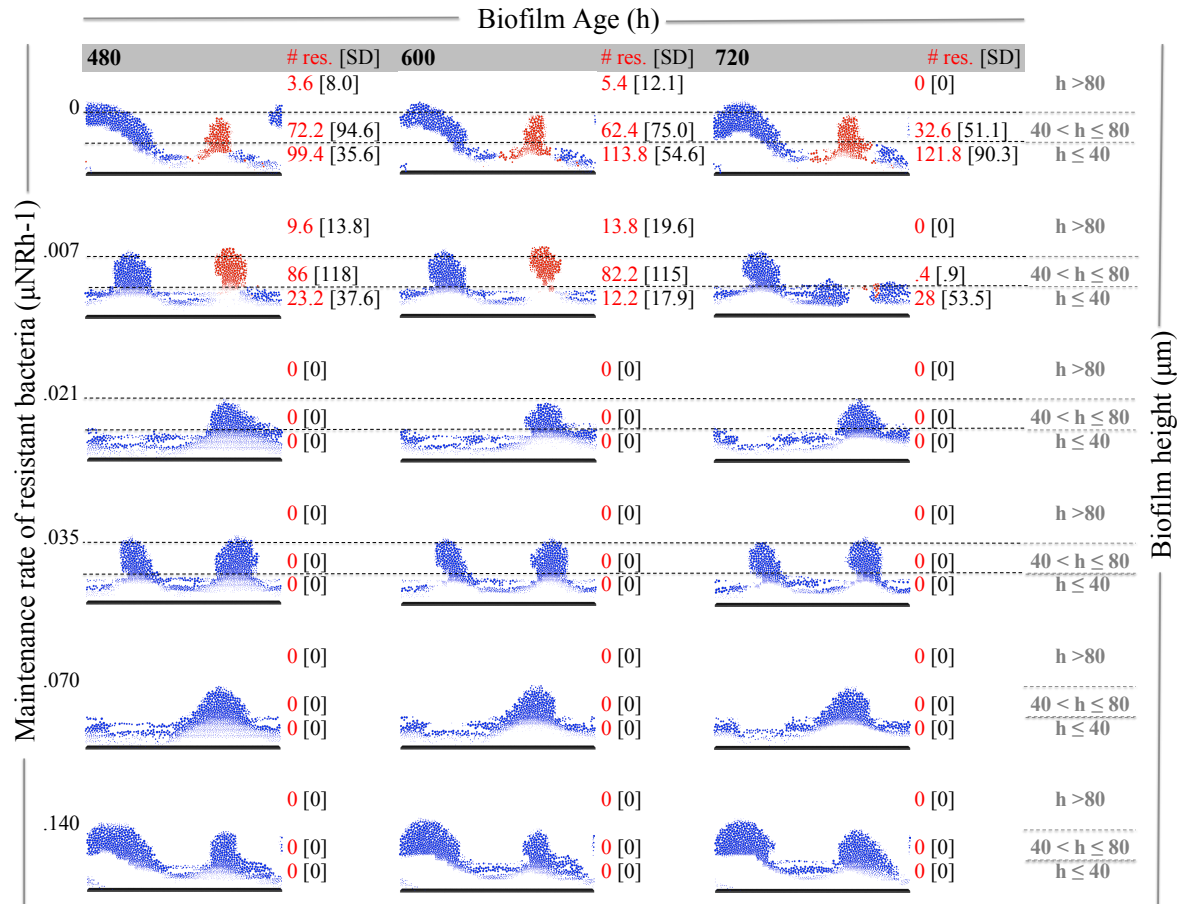 Biofilm Age (h)
480 # res. [SD] 600 # res. [SD] 720 # res. [SD]
3.6 [8.0] 5.4 [12.1] 0 [0] h >80
0
72.2 [94.6] 62.4 [75.0] 32.6 [51.1] 40 < h ≤ 80
99.4 [35.6] 113.8 [54.6] 121.8 [90.3] h ≤ 40
9.6 [13.8] 13.8 [19.6] 0 [0] h >80
.007
86 [118] 82.2 [115] .4 [.9] 40 < h ≤ 80
23.2 [37.6] 12.2 [17.9] 28 [53.5] h ≤ 40
0 [0] 0 [0] 0 [0] h >80
.021
0 [0] 0 [0] 0 [0] 40 < h ≤ 80
0 [0] 0 [0] 0 [0] h ≤ 40
0 [0] 0 [0] 0 [0] h >80
.035
0 [0] 0 [0] 0 [0] 40 < h ≤ 80
0 [0] 0 [0] 0 [0] h ≤ 40
0 [0] 0 [0] 0 [0] h >80
.070
0 [0] 0 [0] 0 [0] 40 < h ≤ 80
0 [0] 0 [0] 0 [0] h ≤ 40
0 [0] 0 [0] 0 [0] h >80
.140
0 [0] 0 [0] 0 [0] 40 < h ≤ 80
0 [0] 0 [0] 0 [0] h ≤ 40
Maintenance rate of resistant bacteria (µNRh-1)
Biofilm height (µm)